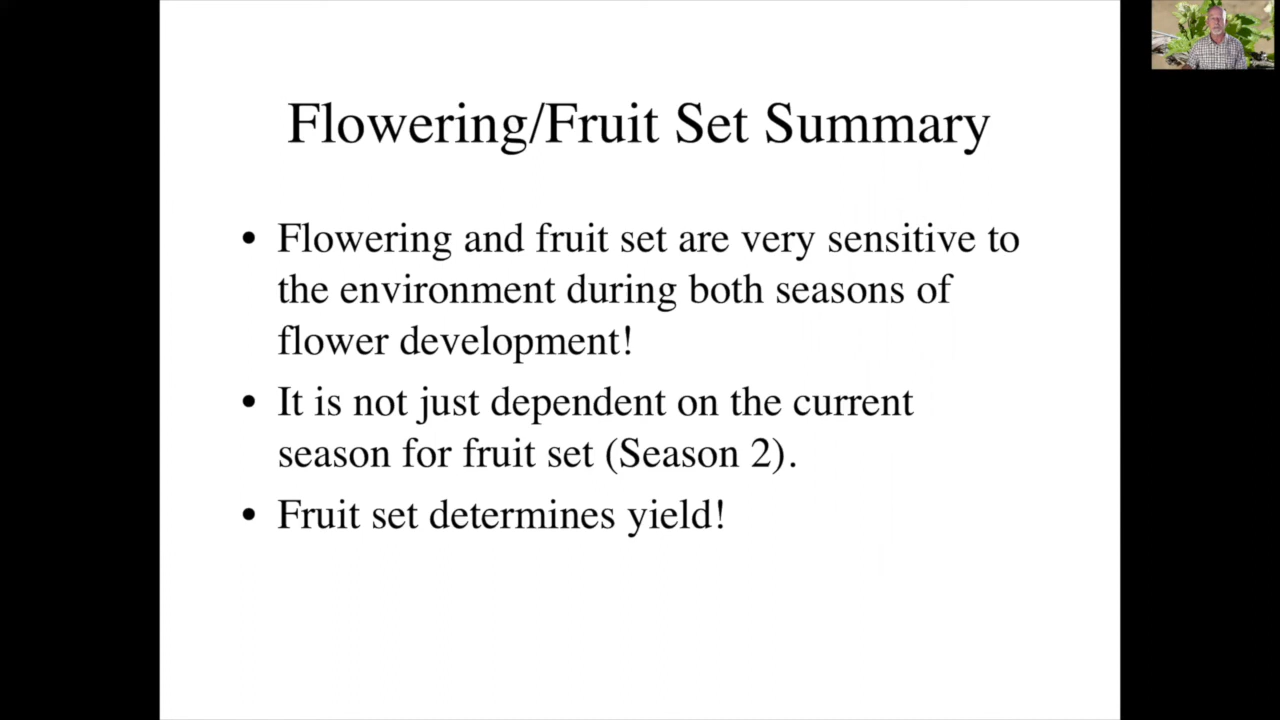 Flowering/Fruit Set Summary
• Flowering and fruit set are very sensitive to
the environment during both seasons of
flower development!
• It is not just dependent on the current
season for fruit set (Season 2).
• Fruit set determines yield!